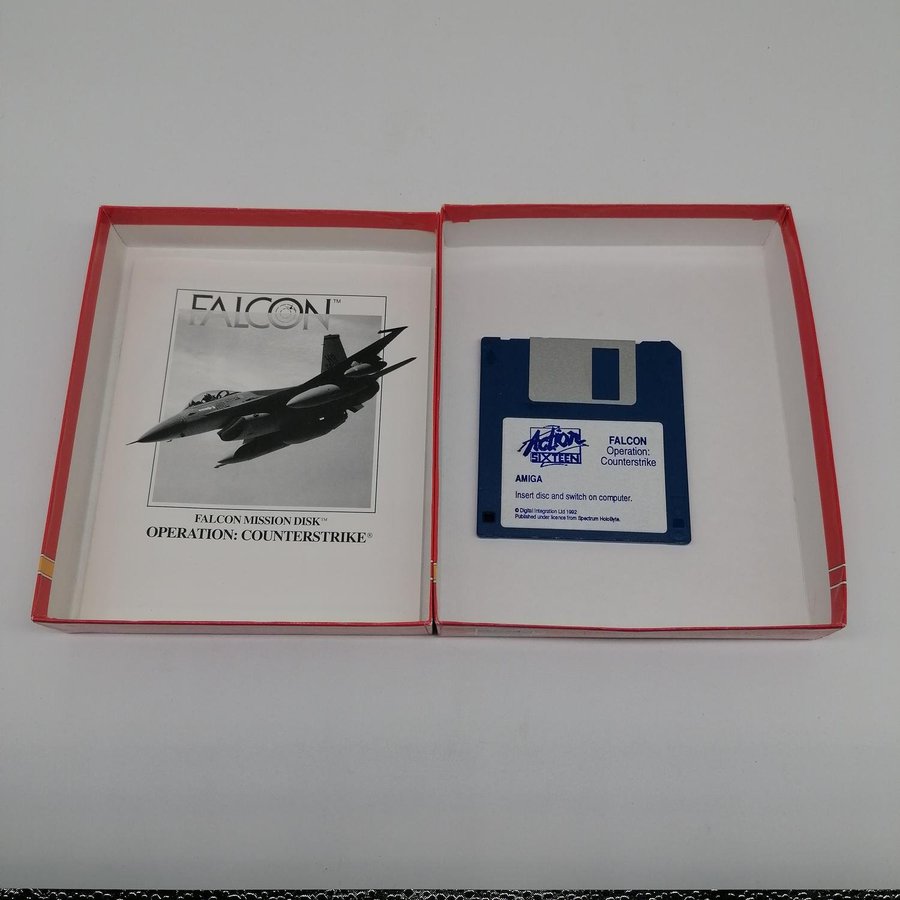 FALCON™
FALCON MISSION DISK™
OPERATION: COUNTERSTRIKE®
Action
SIXTEEN
FALCON
Operation:
Counterstrike
AMIGA
Insert disc and switch on computer.
© Digital Integration Ltd 1992
Published under licence from Spectrum HoloByte.